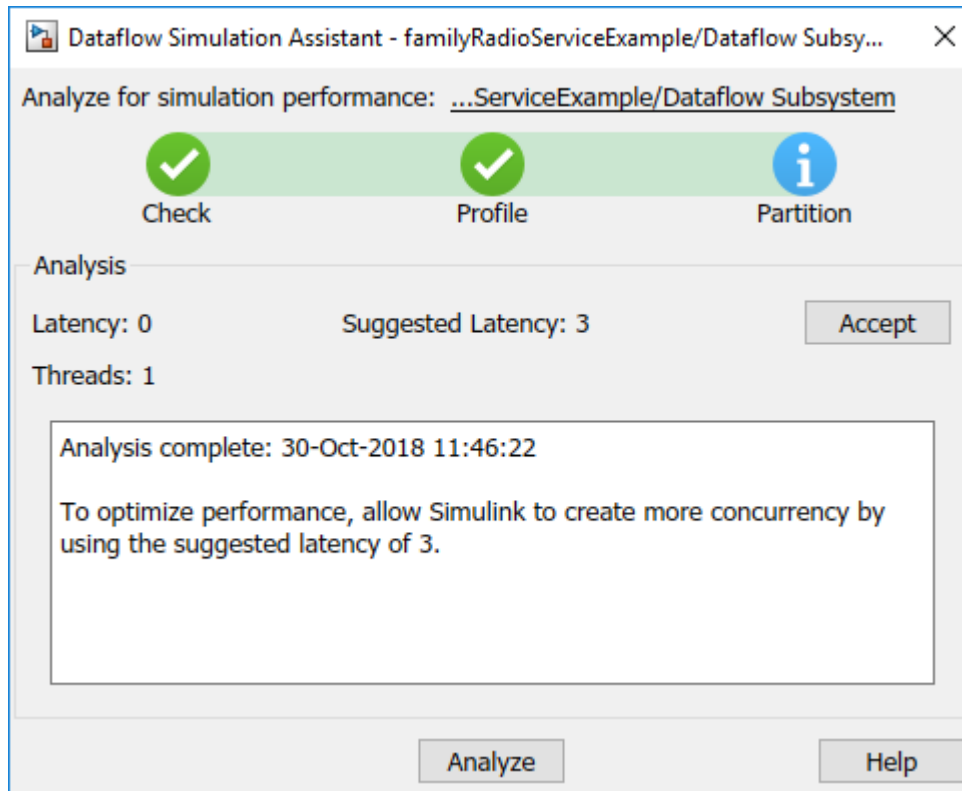 Dataflow Simulation Assistant - familyRadioServiceExample/Dataflow Subsy...
Analyze for simulation performance: ...ServiceExample/Dataflow Subsystem
Check Profile Partition
Analysis
Latency: 0 Suggested Latency: 3 Accept
Threads: 1
Analysis complete: 30-Oct-2018 11:46:22
To optimize performance, allow Simulink to create more concurrency by
using the suggested latency of 3.
Analyze Help